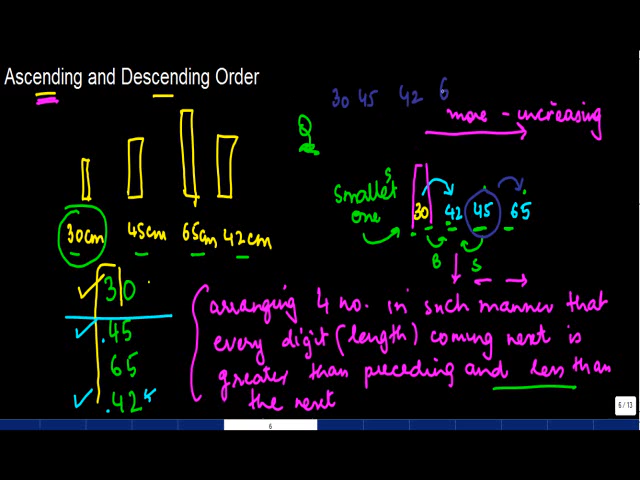 Ascending and Descending Order
30 45 42 6
more - increasing
Q
Smallest one
S
30 42 45 65
B S
30cm 45cm 65cm 42cm
30
45
65
42
arranging 4 no. in such manner that
every digit (length) coming next is
greater than preceding and less than
the next
6
6 / 13